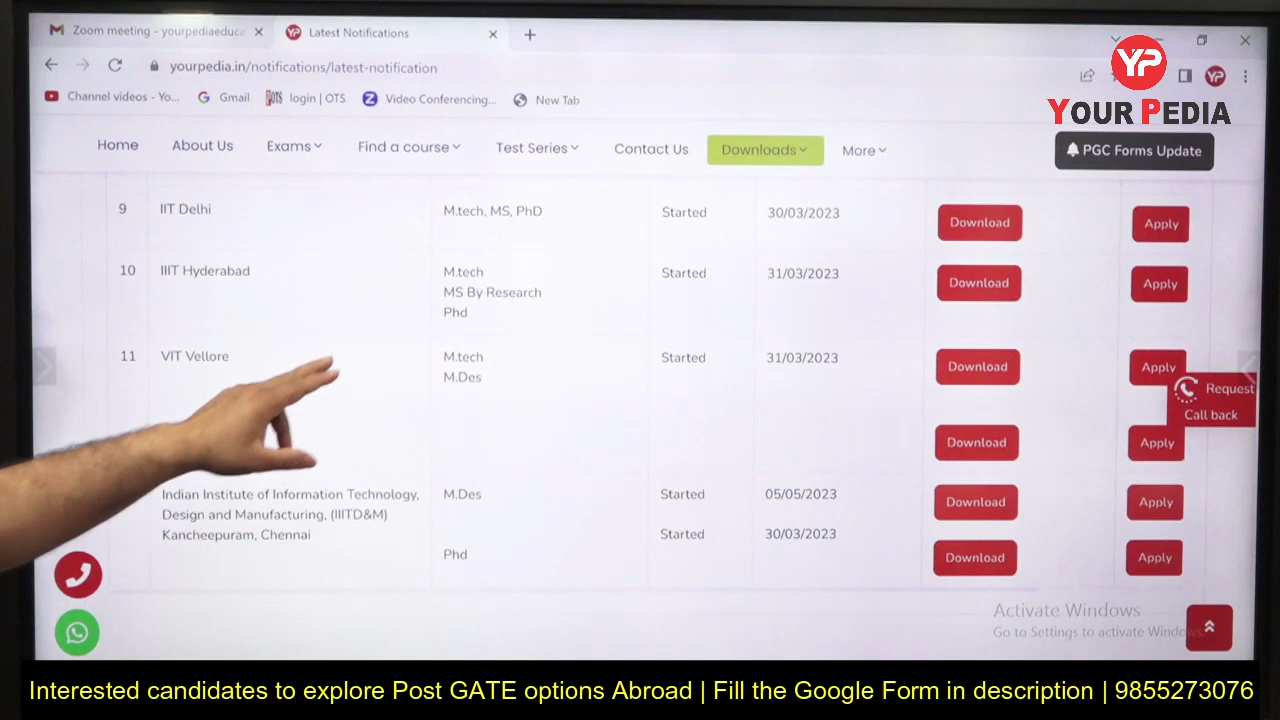 Zoom meeting - yourpediaeduca
Latest Notifications
yourpedia.in/notifications/latest-notification
Channel videos - Yo...
Gmail
login | OTS
Video Conferencing...
New Tab
YP
YOUR PEDIA
Home
About Us
Exams
Find a course
Test Series
Contact Us
Downloads
More
PGC Forms Update
9 IIT Delhi M.tech, MS, PhD Started 30/03/2023 Download Apply
10 IIIT Hyderabad M.tech Started 31/03/2023 Download Apply
MS By Research
Phd
11 VIT Vellore M.tech Started 31/03/2023 Download Apply
M.Des
Request
Call back
Download Apply
Indian Institute of Information Technology, M.Des Started 05/05/2023 Download Apply
Design and Manufacturing, (IIITD&M)
Kancheepuram, Chennai Started 30/03/2023
Phd Download Apply
Activate Windows
Go to Settings to activate Windows.
Interested candidates to explore Post GATE options Abroad | Fill the Google Form in description | 9855273076